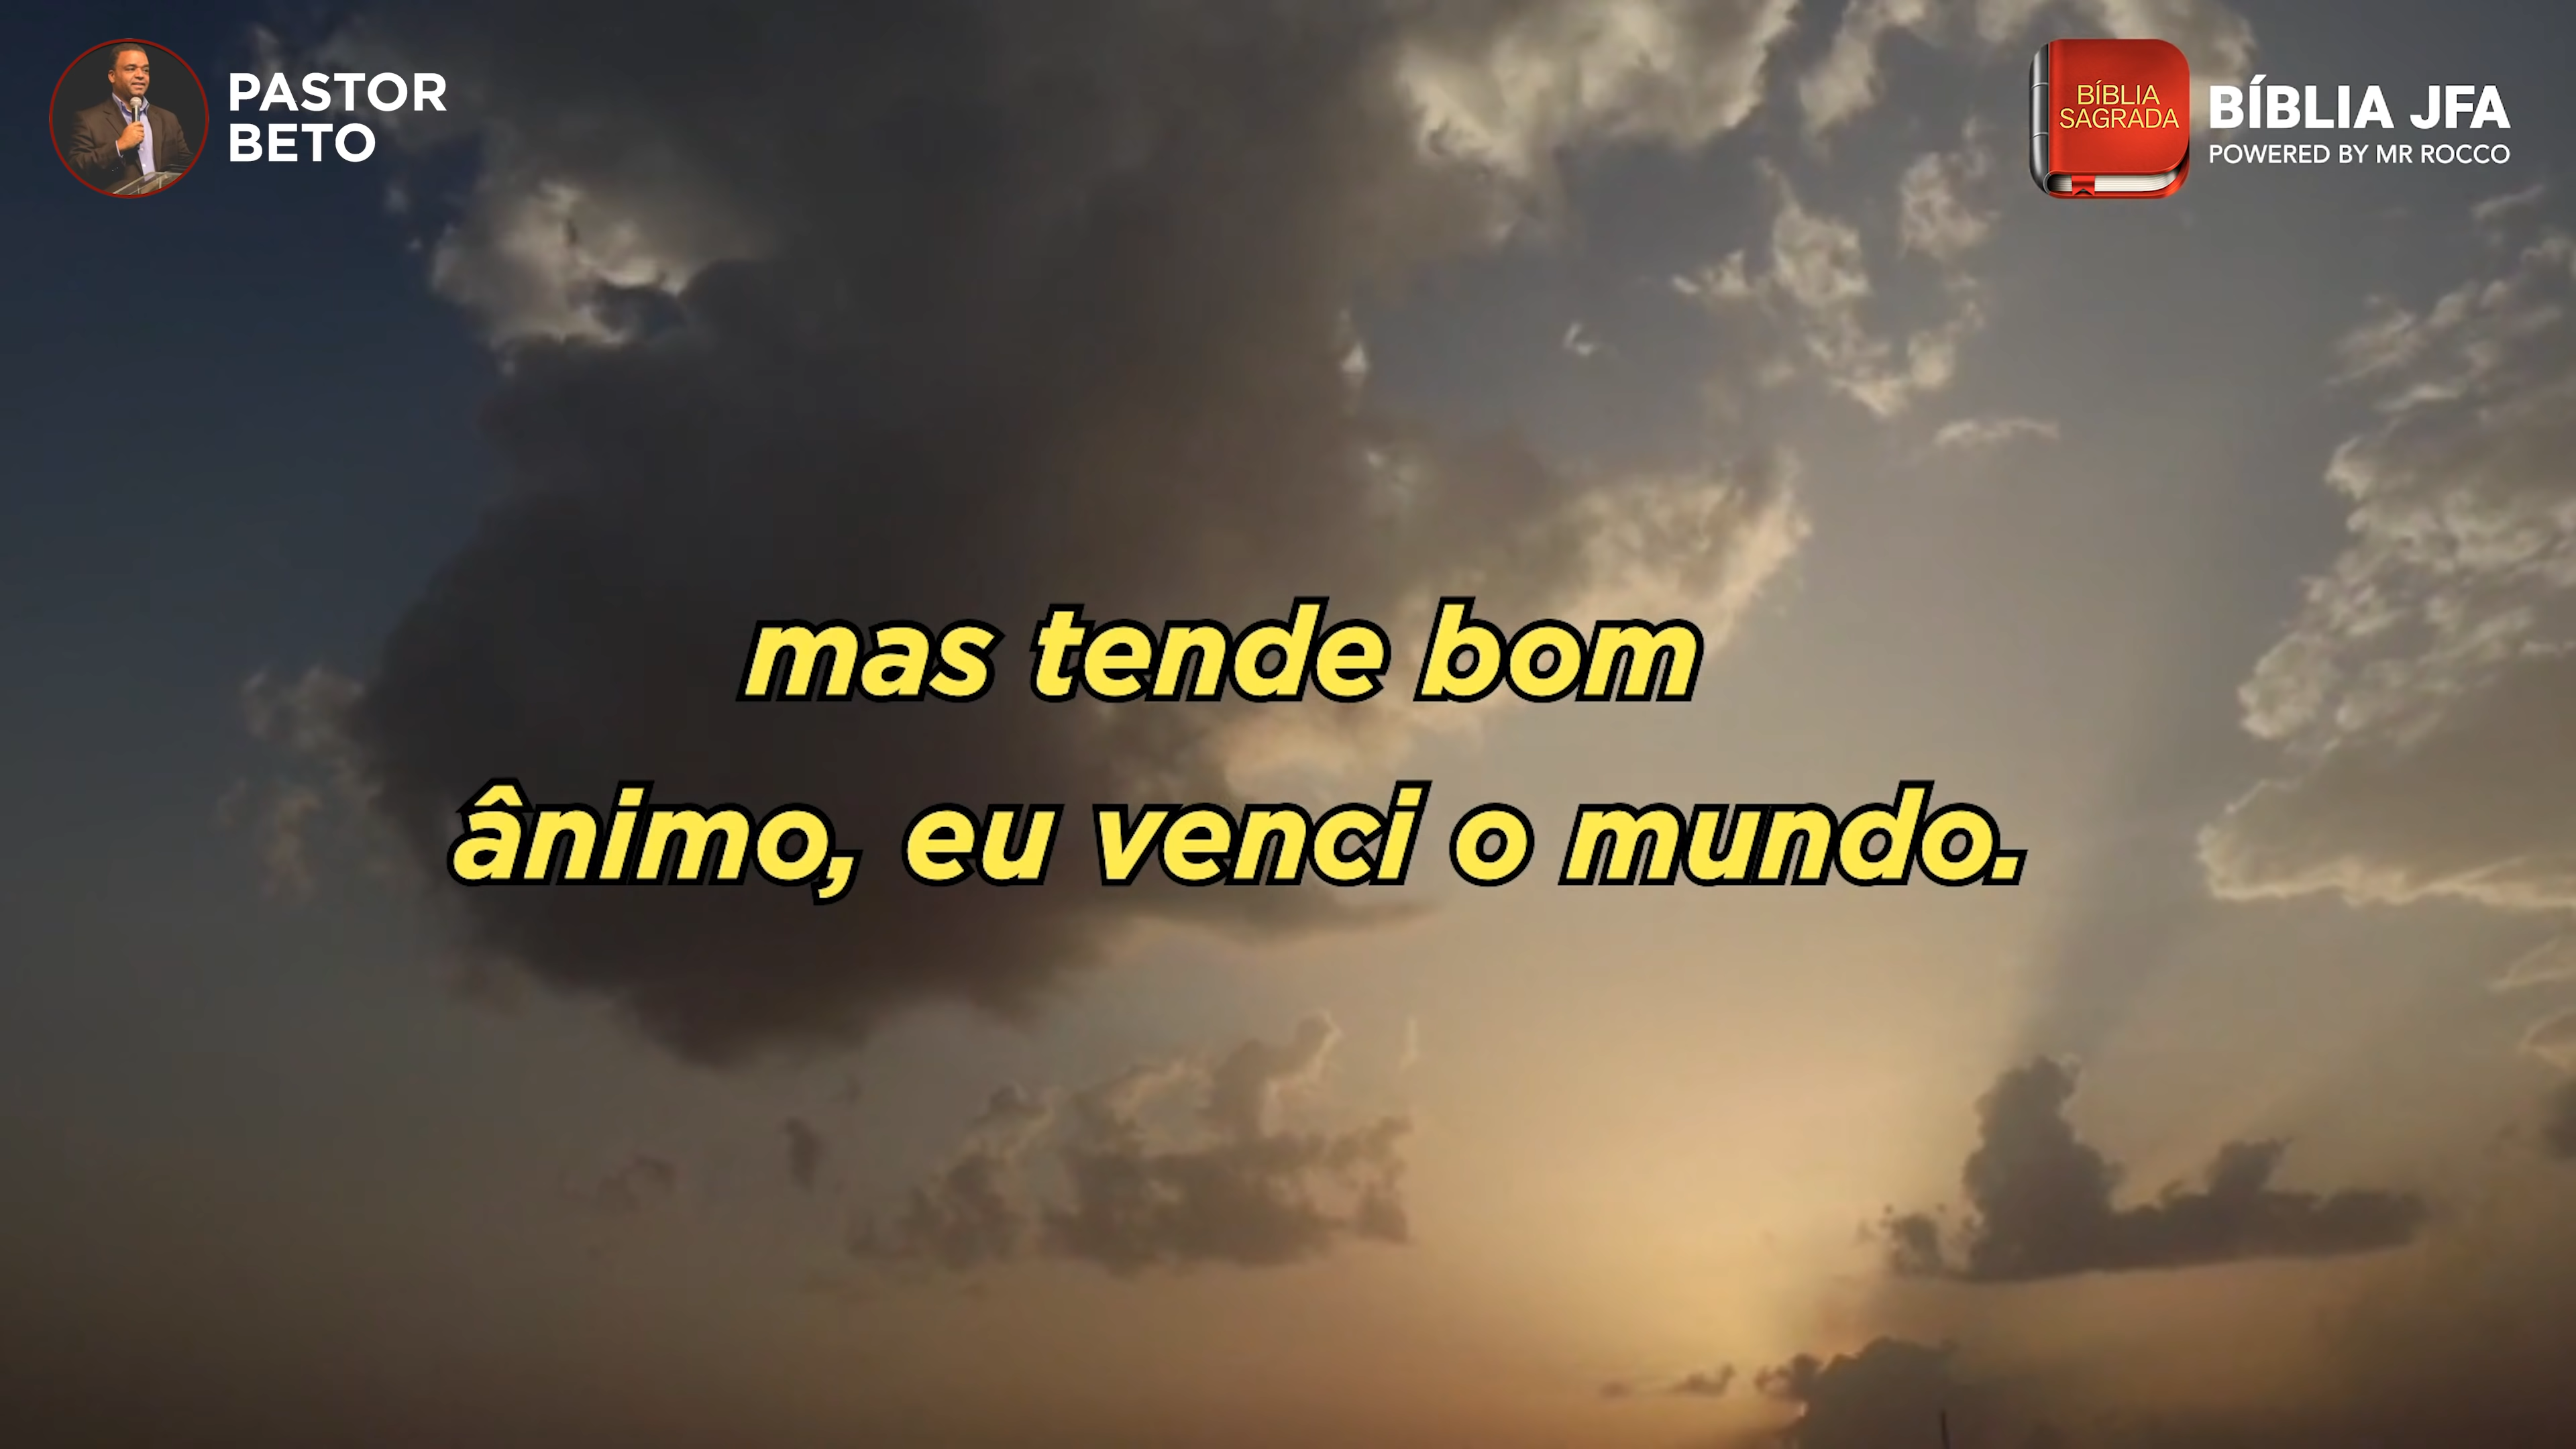 PASTOR
BETO
BÍBLIA
SAGRADA
BÍBLIA JFA
POWERED BY MR ROCCO
mas tende bom
ânimo, eu venci o mundo.